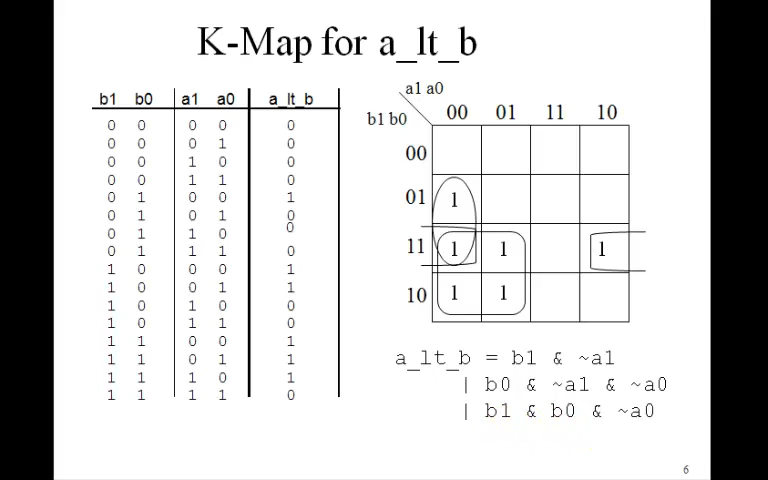 K-Map for a_lt_b
b1 b0 a1 a0 a_lt_b
0 0 0 0 0
0 0 0 1 0
0 0 1 0 0
0 0 1 1 0
0 1 0 0 1
0 1 0 1 0
0 1 1 0 0
0 1 1 1 0
1 0 0 0 1
1 0 0 1 1
1 0 1 0 0
1 0 1 1 0
1 1 0 0 1
1 1 0 1 1
1 1 1 0 1
1 1 1 1 0
a1 a0
b1 b0
00 01 11 10
00
01 1
11 1 1 1
10 1 1
a_lt_b = b1 & ~a1
| b0 & ~a1 & ~a0
| b1 & b0 & ~a0
6